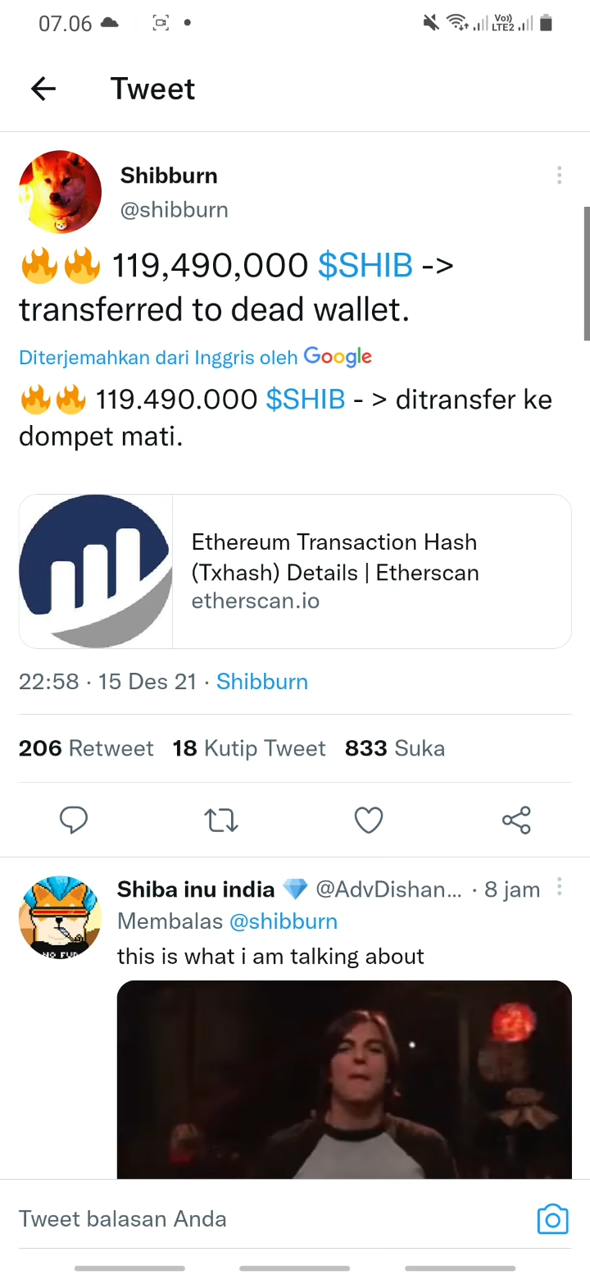 07.06
Vo))
LTE2
Tweet
Shibburn
@shibburn
🔥🔥 119,490,000 $SHIB ->
transferred to dead wallet.
Diterjemahkan dari Inggris oleh Google
🔥🔥 119.490.000 $SHIB - > ditransfer ke
dompet mati.
Ethereum Transaction Hash
(Txhash) Details | Etherscan
etherscan.io
22:58 · 15 Des 21 · Shibburn
206 Retweet 18 Kutip Tweet 833 Suka
Shiba inu india 💎 @AdvDishan... · 8 jam
Membalas @shibburn
this is what i am talking about
NO FUD
Tweet balasan Anda